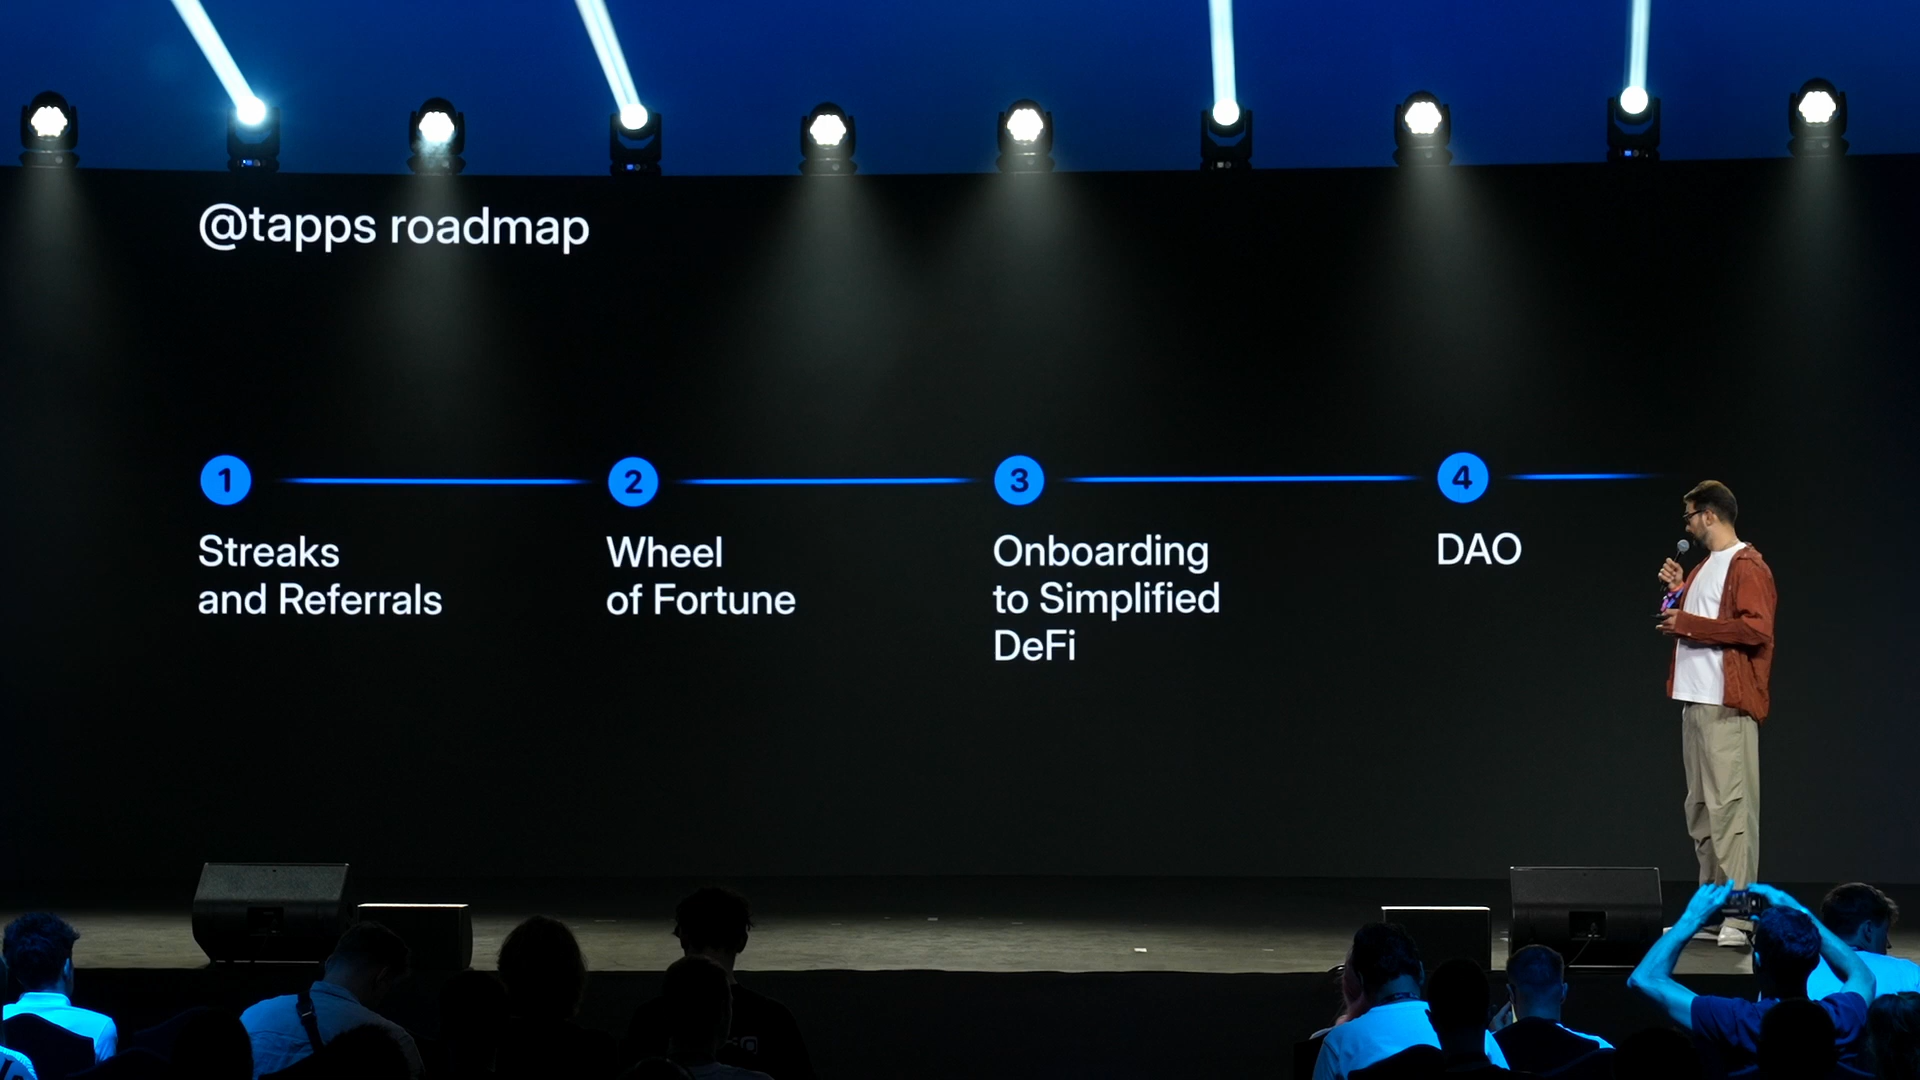 @tapps roadmap
1
2
3
4
Streaks
and Referrals
Wheel
of Fortune
Onboarding
to Simplified
DeFi
DAO